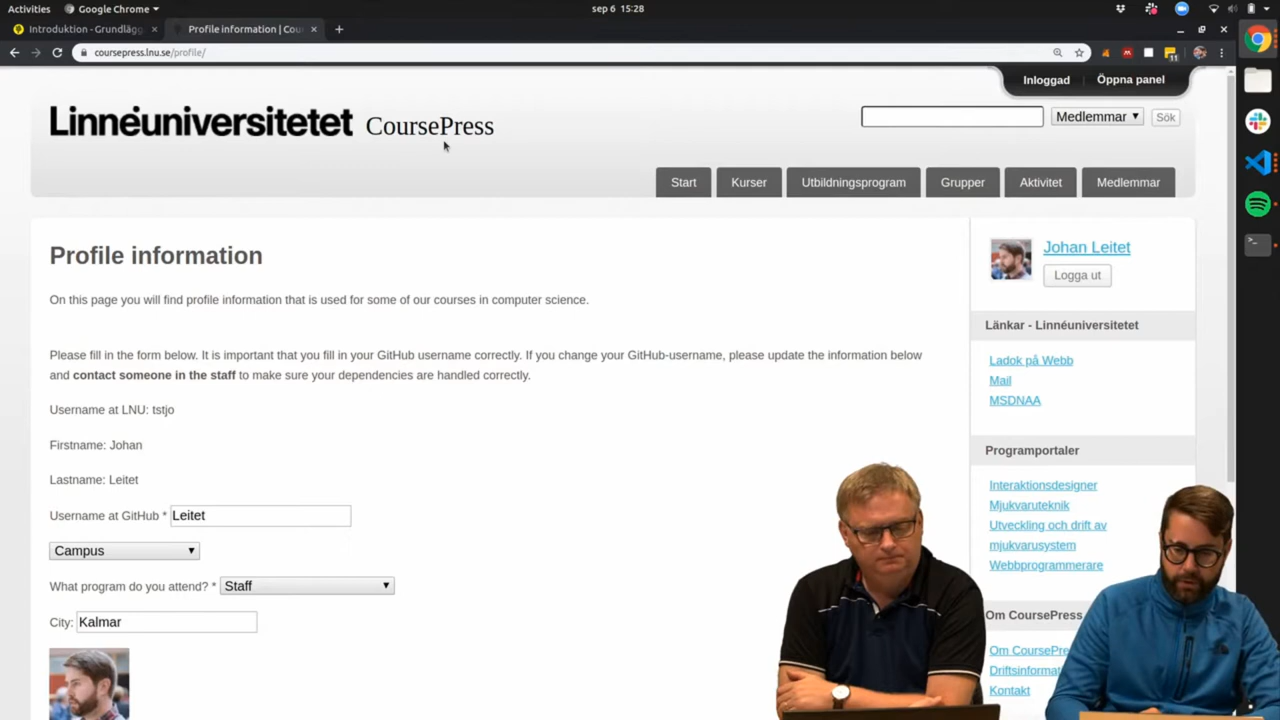 Activities
Google Chrome
sep 6 15:28
Introduktion - Grundlägg
Profile information | Cou
coursepress.lnu.se/profile/
11
Inloggad
Öppna panel
Linnéuniversitetet
CoursePress
Medlemmar
Sök
Start
Kurser
Utbildningsprogram
Grupper
Aktivitet
Medlemmar
Profile information
On this page you will find profile information that is used for some of our courses in computer science.
Please fill in the form below. It is important that you fill in your GitHub username correctly. If you change your GitHub-username, please update the information below
and contact someone in the staff to make sure your dependencies are handled correctly.
Username at LNU: tstjo
Firstname: Johan
Lastname: Leitet
Username at GitHub * Leitet
Campus
What program do you attend? * Staff
City: Kalmar
Johan Leitet
Logga ut
Länkar - Linnéuniversitetet
Ladok på Webb
Mail
MSDNAA
Programportaler
Interaktionsdesigner
Mjukvaruteknik
Utveckling och drift av
mjukvarusystem
Webbprogrammerare
Om CoursePress
Om CoursePre
Driftsinformat
Kontakt